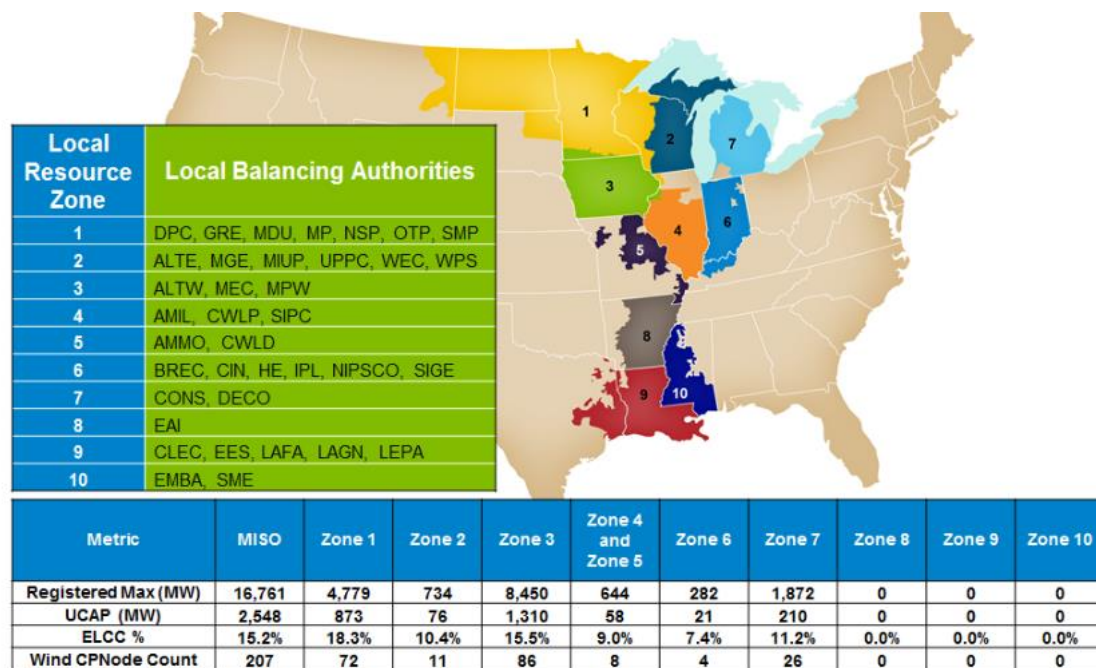 1
2
7
3
4
6
5
8
9
10
Local Resource Zone Local Balancing Authorities
1 DPC, GRE, MDU, MP, NSP, OTP, SMP
2 ALTE, MGE, MIUP, UPPC, WEC, WPS
3 ALTW, MEC, MPW
4 AMIL, CWLP, SIPC
5 AMMO, CWLD
6 BREC, CIN, HE, IPL, NIPSCO, SIGE
7 CONS, DECO
8 EAI
9 CLEC, EES, LAFA, LAGN, LEPA
10 EMBA, SME
Metric MISO Zone 1 Zone 2 Zone 3 Zone 4 and Zone 5 Zone 6 Zone 7 Zone 8 Zone 9 Zone 10
Registered Max (MW) 16,761 4,779 734 8,450 644 282 1,872 0 0 0
UCAP (MW) 2,548 873 76 1,310 58 21 210 0 0 0
ELCC % 15.2% 18.3% 10.4% 15.5% 9.0% 7.4% 11.2% 0.0% 0.0% 0.0%
Wind CPNode Count 207 72 11 86 8 4 26 0 0 0